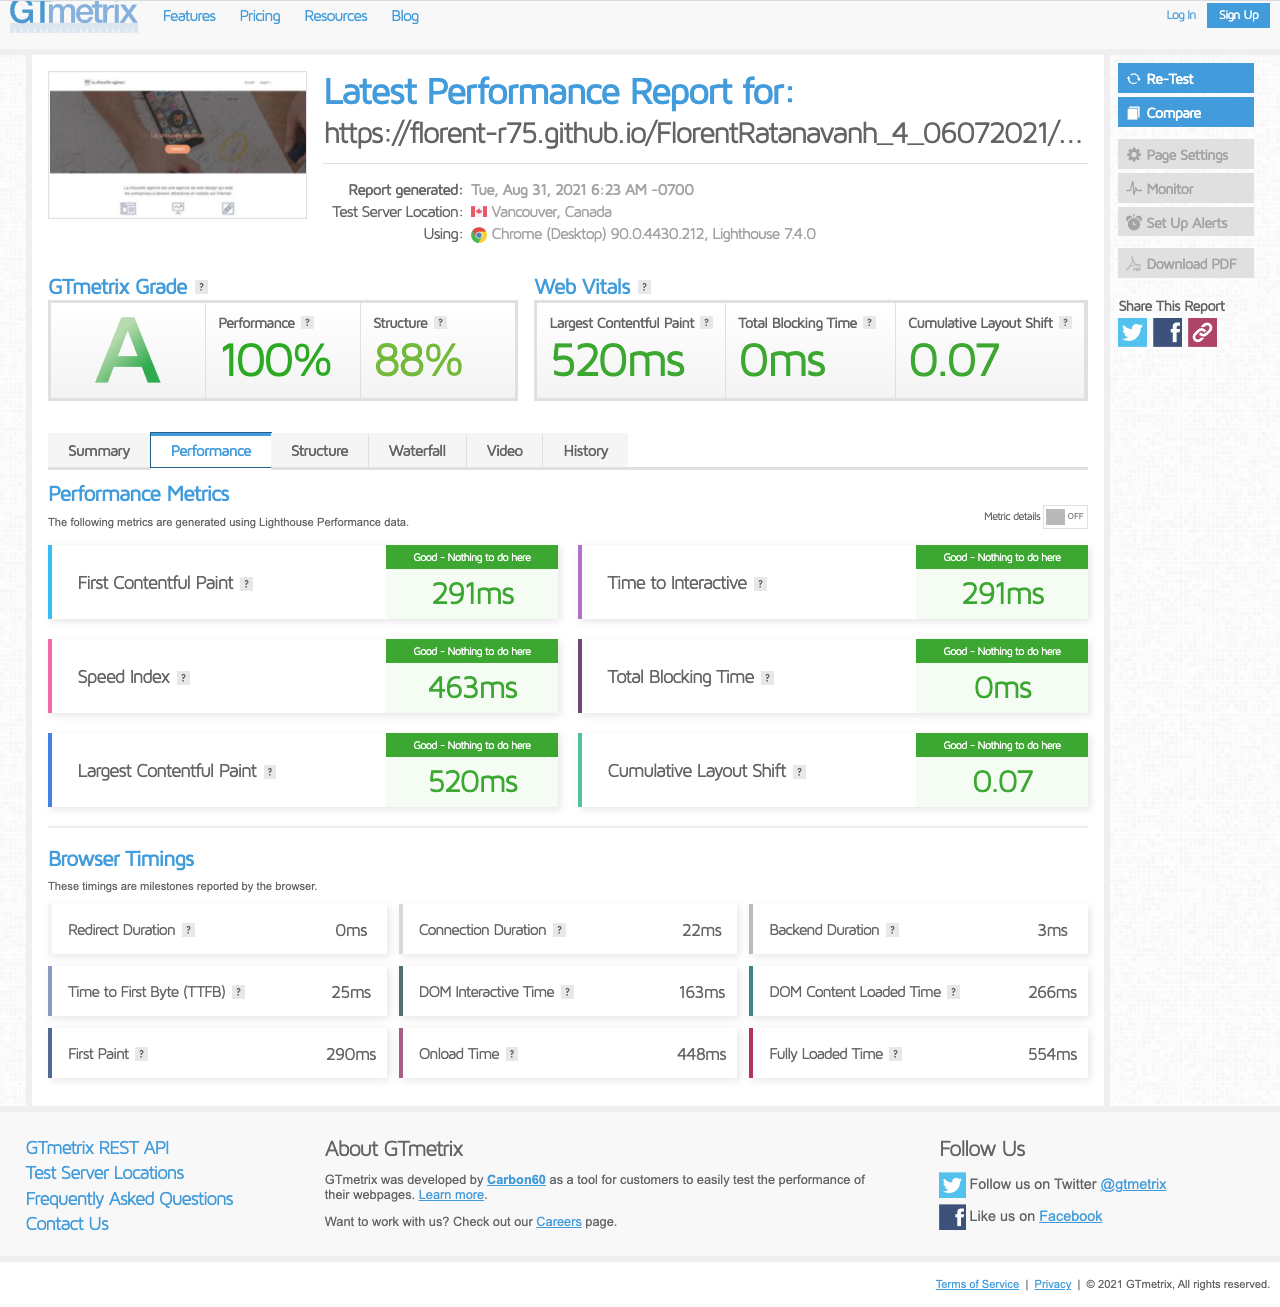 GTmetrix Features Pricing Resources Blog Log In Sign Up
La chouette agence
Latest Performance Report for:
https://florent-r75.github.io/FlorentRatanavanh_4_06072021/...
Report generated: Tue, Aug 31, 2021 6:23 AM -0700
Test Server Location: Vancouver, Canada
Using: Chrome (Desktop) 90.0.4430.212, Lighthouse 7.4.0
Re-Test
Compare
Page Settings
Monitor
Set Up Alerts
Download PDF
Share This Report
GTmetrix Grade ?
A
Performance ?
100%
Structure ?
88%
Web Vitals ?
Largest Contentful Paint ?
520ms
Total Blocking Time ?
0ms
Cumulative Layout Shift ?
0.07
Summary Performance Structure Waterfall Video History
Performance Metrics
The following metrics are generated using Lighthouse Performance data.
Metric details OFF
First Contentful Paint ?
Good - Nothing to do here
291ms
Time to Interactive ?
Good - Nothing to do here
291ms
Speed Index ?
Good - Nothing to do here
463ms
Total Blocking Time ?
Good - Nothing to do here
0ms
Largest Contentful Paint ?
Good - Nothing to do here
520ms
Cumulative Layout Shift ?
Good - Nothing to do here
0.07
Browser Timings
These timings are milestones reported by the browser.
Redirect Duration ? 0ms
Connection Duration ? 22ms
Backend Duration ? 3ms
Time to First Byte (TTFB) ? 25ms
DOM Interactive Time ? 163ms
DOM Content Loaded Time ? 266ms
First Paint ? 290ms
Onload Time ? 448ms
Fully Loaded Time ? 554ms
GTmetrix REST API
Test Server Locations
Frequently Asked Questions
Contact Us
About GTmetrix
GTmetrix was developed by Carbon60 as a tool for customers to easily test the performance of
their webpages. Learn more.
Want to work with us? Check out our Careers page.
Follow Us
Follow us on Twitter @gtmetrix
Like us on Facebook
Terms of Service | Privacy | © 2021 GTmetrix, All rights reserved.